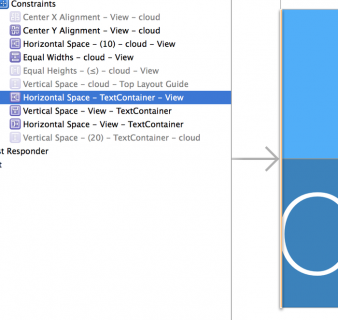 Constraints
Center X Alignment - View - cloud
Center Y Alignment - View - cloud
Horizontal Space - (10) - cloud - View
Equal Widths - cloud - View
Equal Heights - (≤) - cloud - View
Vertical Space - cloud - Top Layout Guide
Horizontal Space - TextContainer - View
Vertical Space - View - TextContainer
Horizontal Space - View - TextContainer
Vertical Space - (20) - TextContainer - cloud
st Responder
t